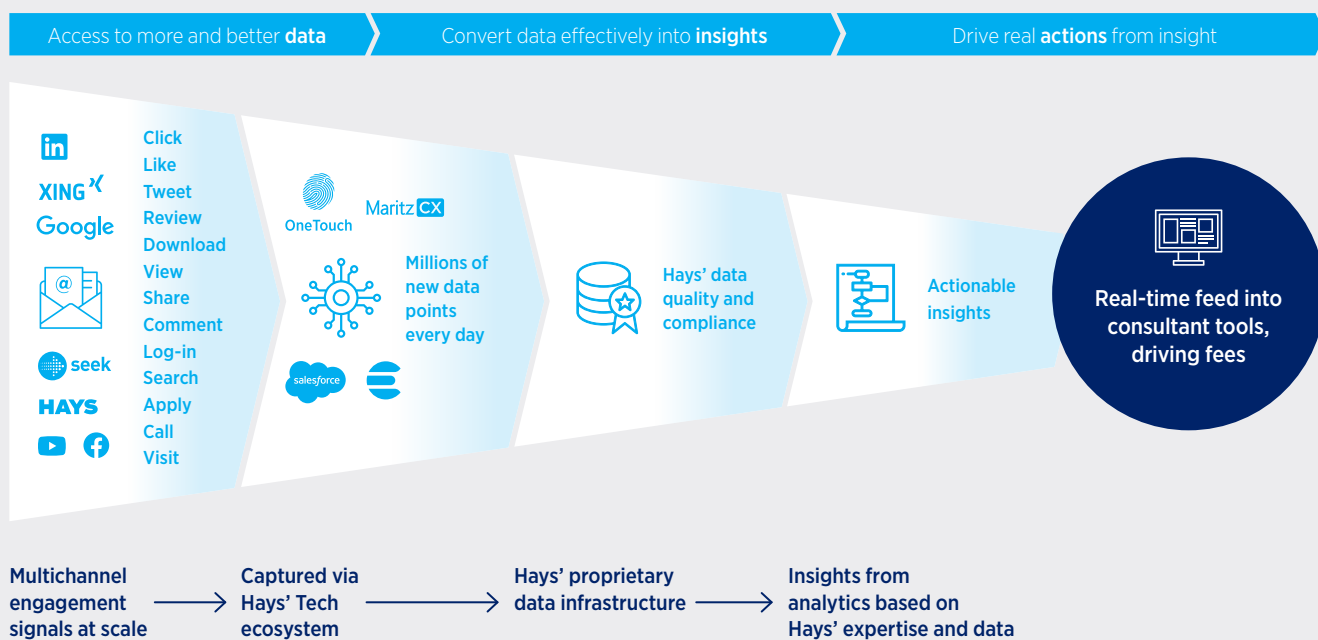 Access to more and better data
Convert data effectively into insights
Drive real actions from insight
in
XING
Google
@
seek
HAYS
Click
Like
Tweet
Review
Download
View
Share
Comment
Log-in
Search
Apply
Call
Visit
OneTouch
MaritzCX
Millions of
new data
points
every day
salesforce
Hays' data
quality and
compliance
Actionable
insights
Real-time feed into
consultant tools,
driving fees
Multichannel
engagement
signals at scale
Captured via
Hays' Tech
ecosystem
Hays' proprietary
data infrastructure
Insights from
analytics based on
Hays' expertise and data